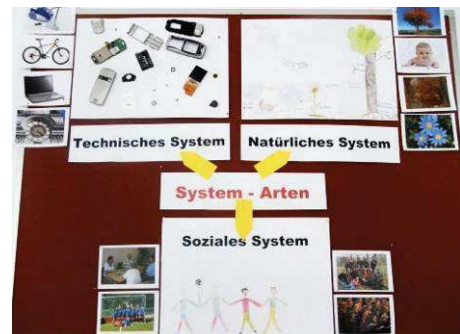 Technisches System
Natürliches System
System - Arten
Soziales System